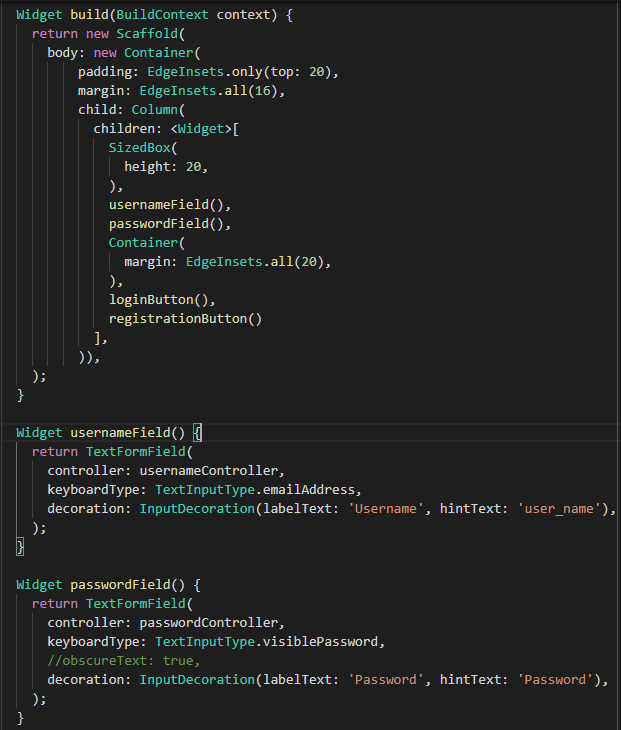 Widget build(BuildContext context) {
return new Scaffold(
body: new Container(
padding: EdgeInsets.only(top: 20),
margin: EdgeInsets.all(16),
child: Column(
children: <Widget>[
SizedBox(
height: 20,
),
usernameField(),
passwordField(),
Container(
margin: EdgeInsets.all(20),
),
loginButton(),
registrationButton()
],
)),
);
}
Widget usernameField() {
return TextFormField(
controller: usernameController,
keyboardType: TextInputType.emailAddress,
decoration: InputDecoration(labelText: 'Username', hintText: 'user_name'),
);
}
Widget passwordField() {
return TextFormField(
controller: passwordController,
keyboardType: TextInputType.visiblePassword,
//obscureText: true,
decoration: InputDecoration(labelText: 'Password', hintText: 'Password'),
);
}